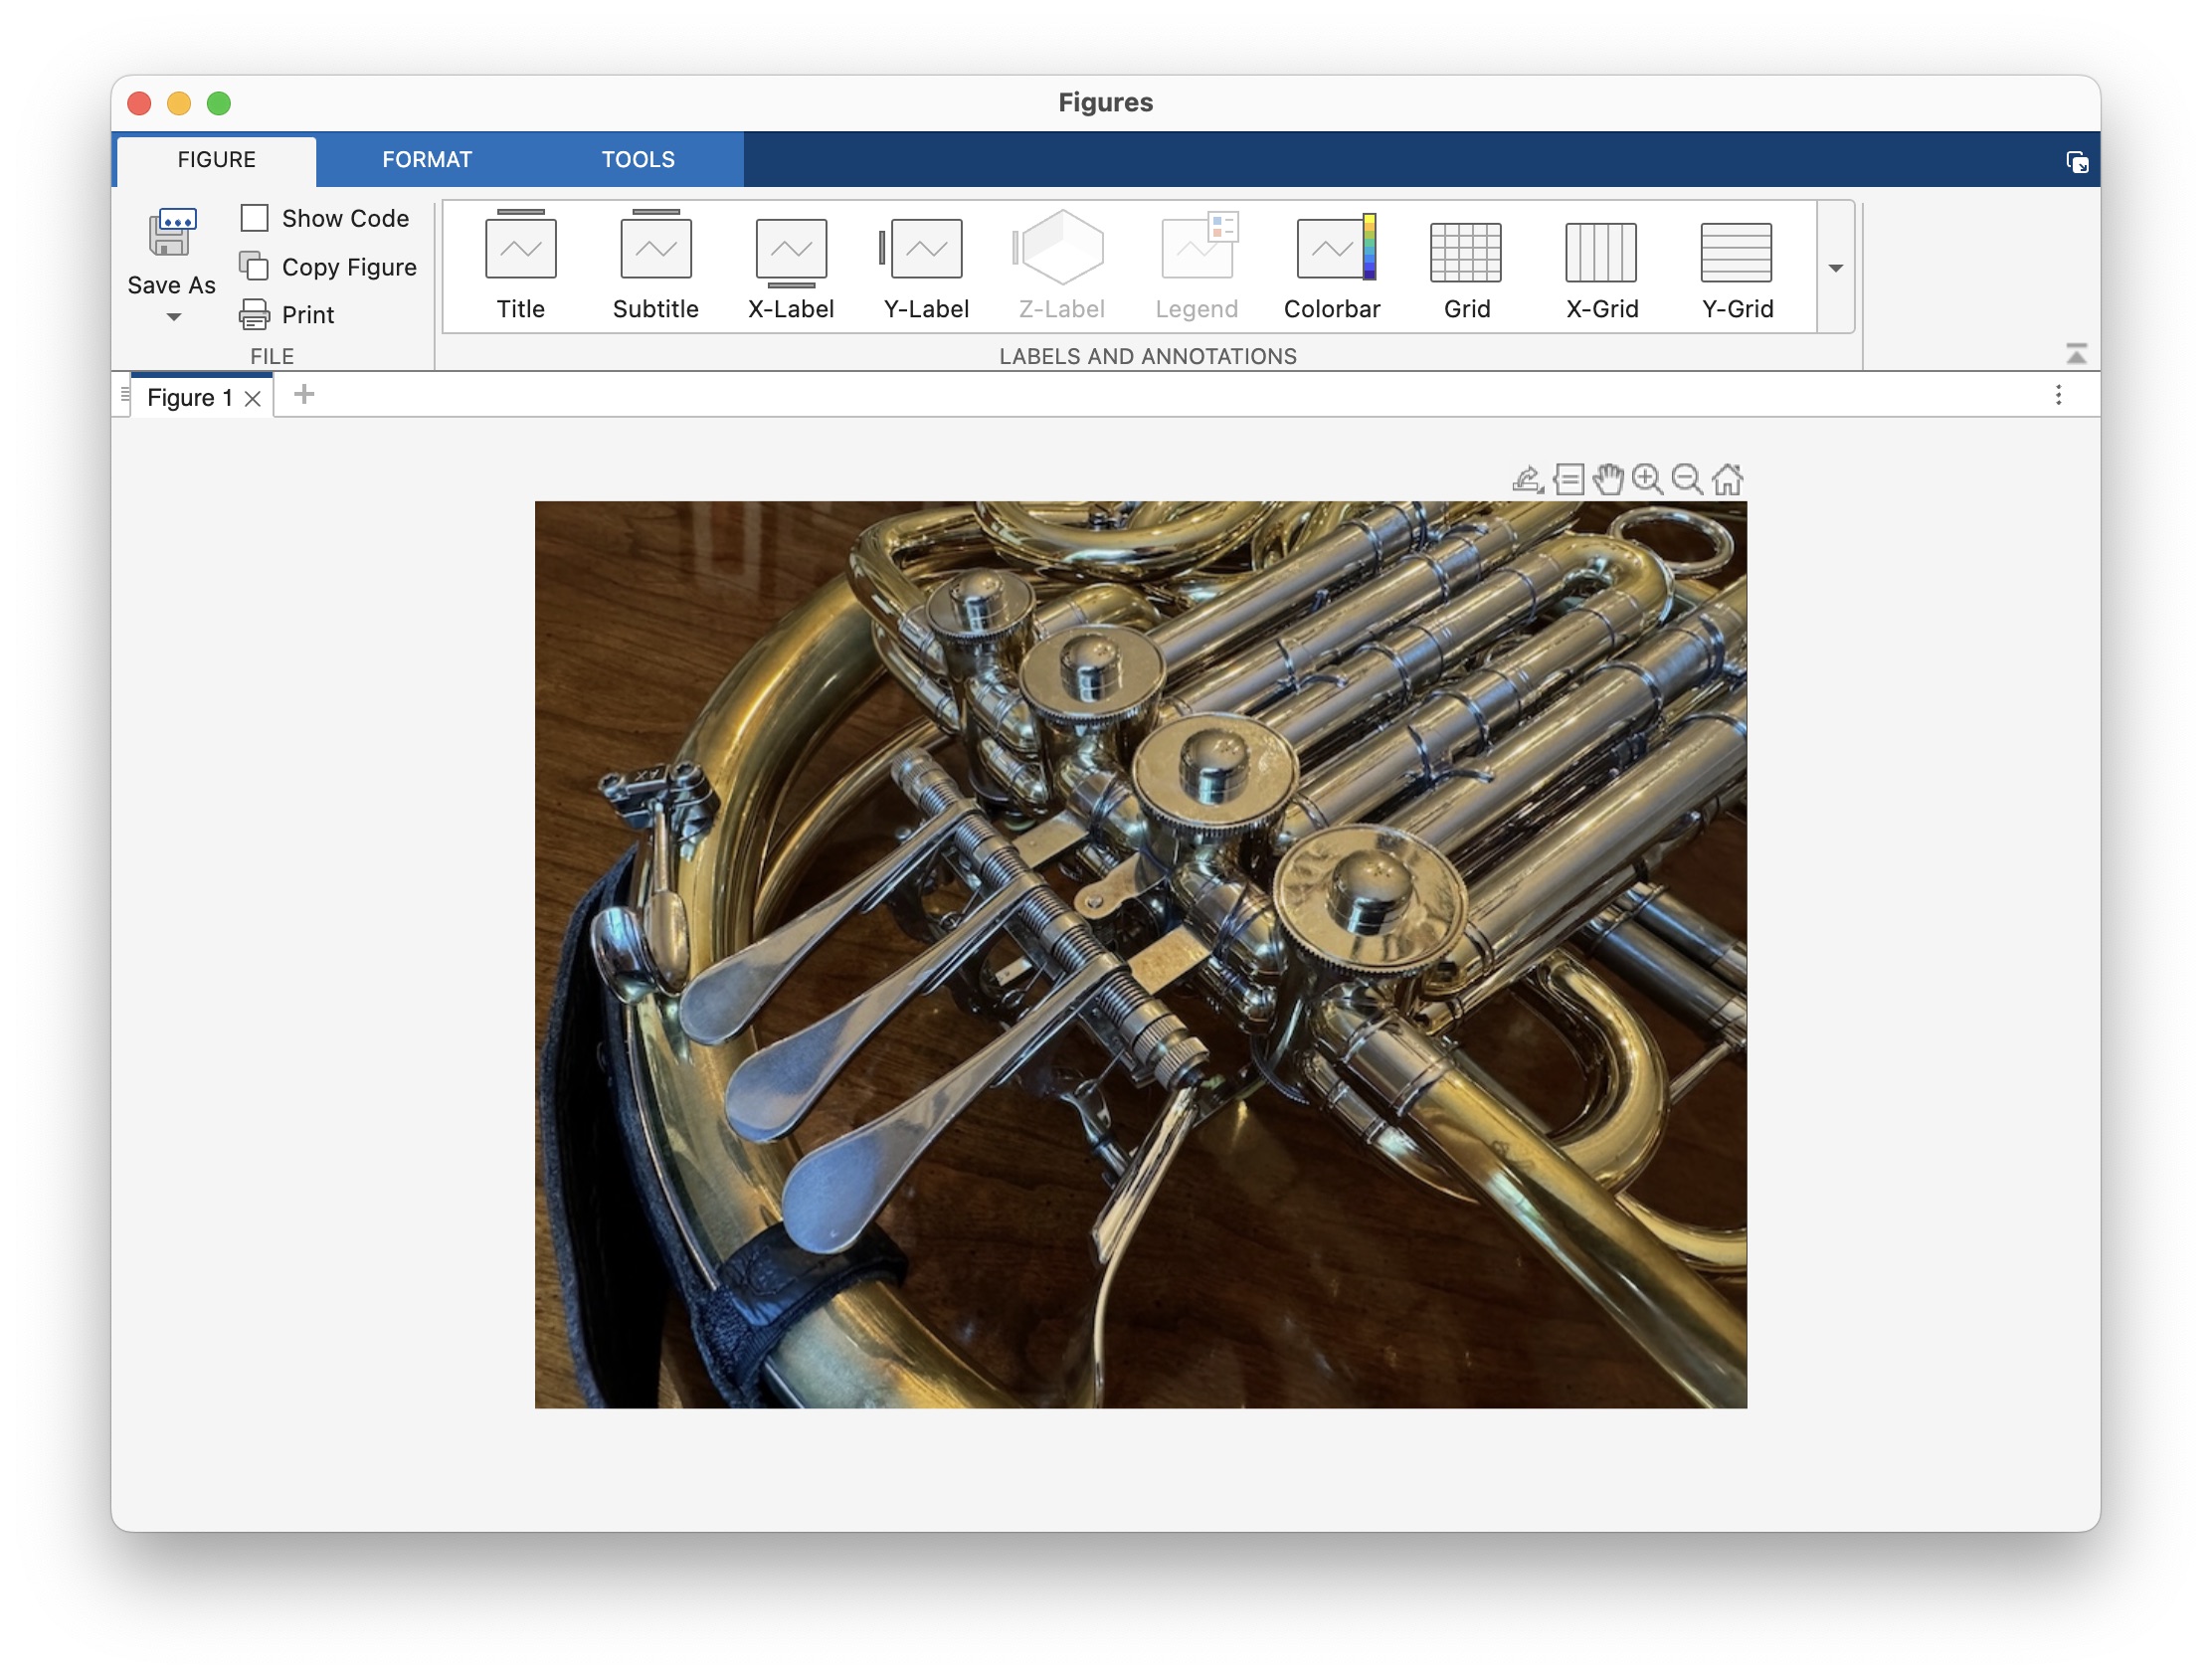 Figures
FIGURE
FORMAT
TOOLS
Save As
Show Code
Copy Figure
Print
FILE
Title
Subtitle
X-Label
Y-Label
Z-Label
Legend
Colorbar
Grid
X-Grid
Y-Grid
LABELS AND ANNOTATIONS
Figure 1